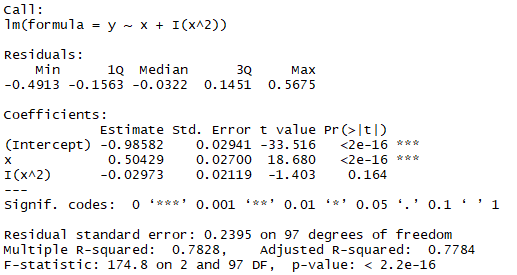 Call:
lm(formula = y ~ x + I(x^2))
Residuals:
Min 1Q Median 3Q Max
-0.4913 -0.1563 -0.0322 0.1451 0.5675
Coefficients:
Estimate Std. Error t value Pr(>|t|)
(Intercept) -0.98582 0.02941 -33.516 <2e-16 ***
x 0.50429 0.02700 18.680 <2e-16 ***
I(x^2) -0.02973 0.02119 -1.403 0.164
---
Signif. codes: 0 ‘***’ 0.001 ‘**’ 0.01 ‘*’ 0.05 ‘.’ 0.1 ‘ ’ 1
Residual standard error: 0.2395 on 97 degrees of freedom
Multiple R-squared: 0.7828, Adjusted R-squared: 0.7784
F-statistic: 174.8 on 2 and 97 DF, p-value: < 2.2e-16